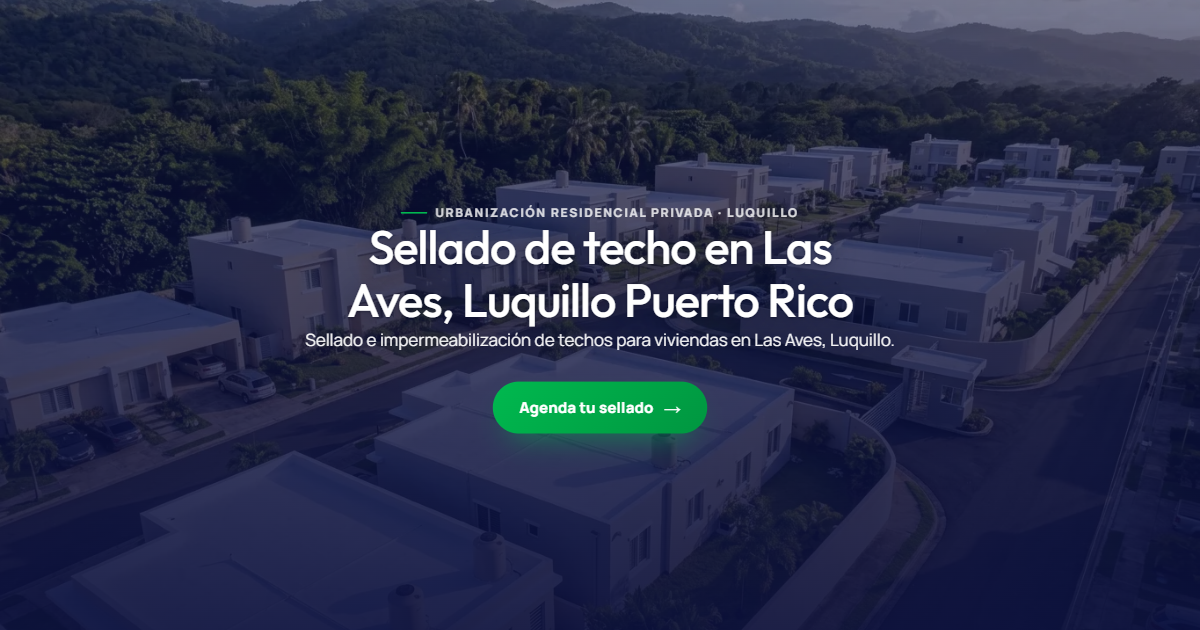 URBANIZACIÓN RESIDENCIAL PRIVADA · LUQUILLO
Sellado de techo en Las
Aves, Luquillo Puerto Rico
Sellado e impermeabilización de techos para viviendas en Las Aves, Luquillo.
Agenda tu sellado →